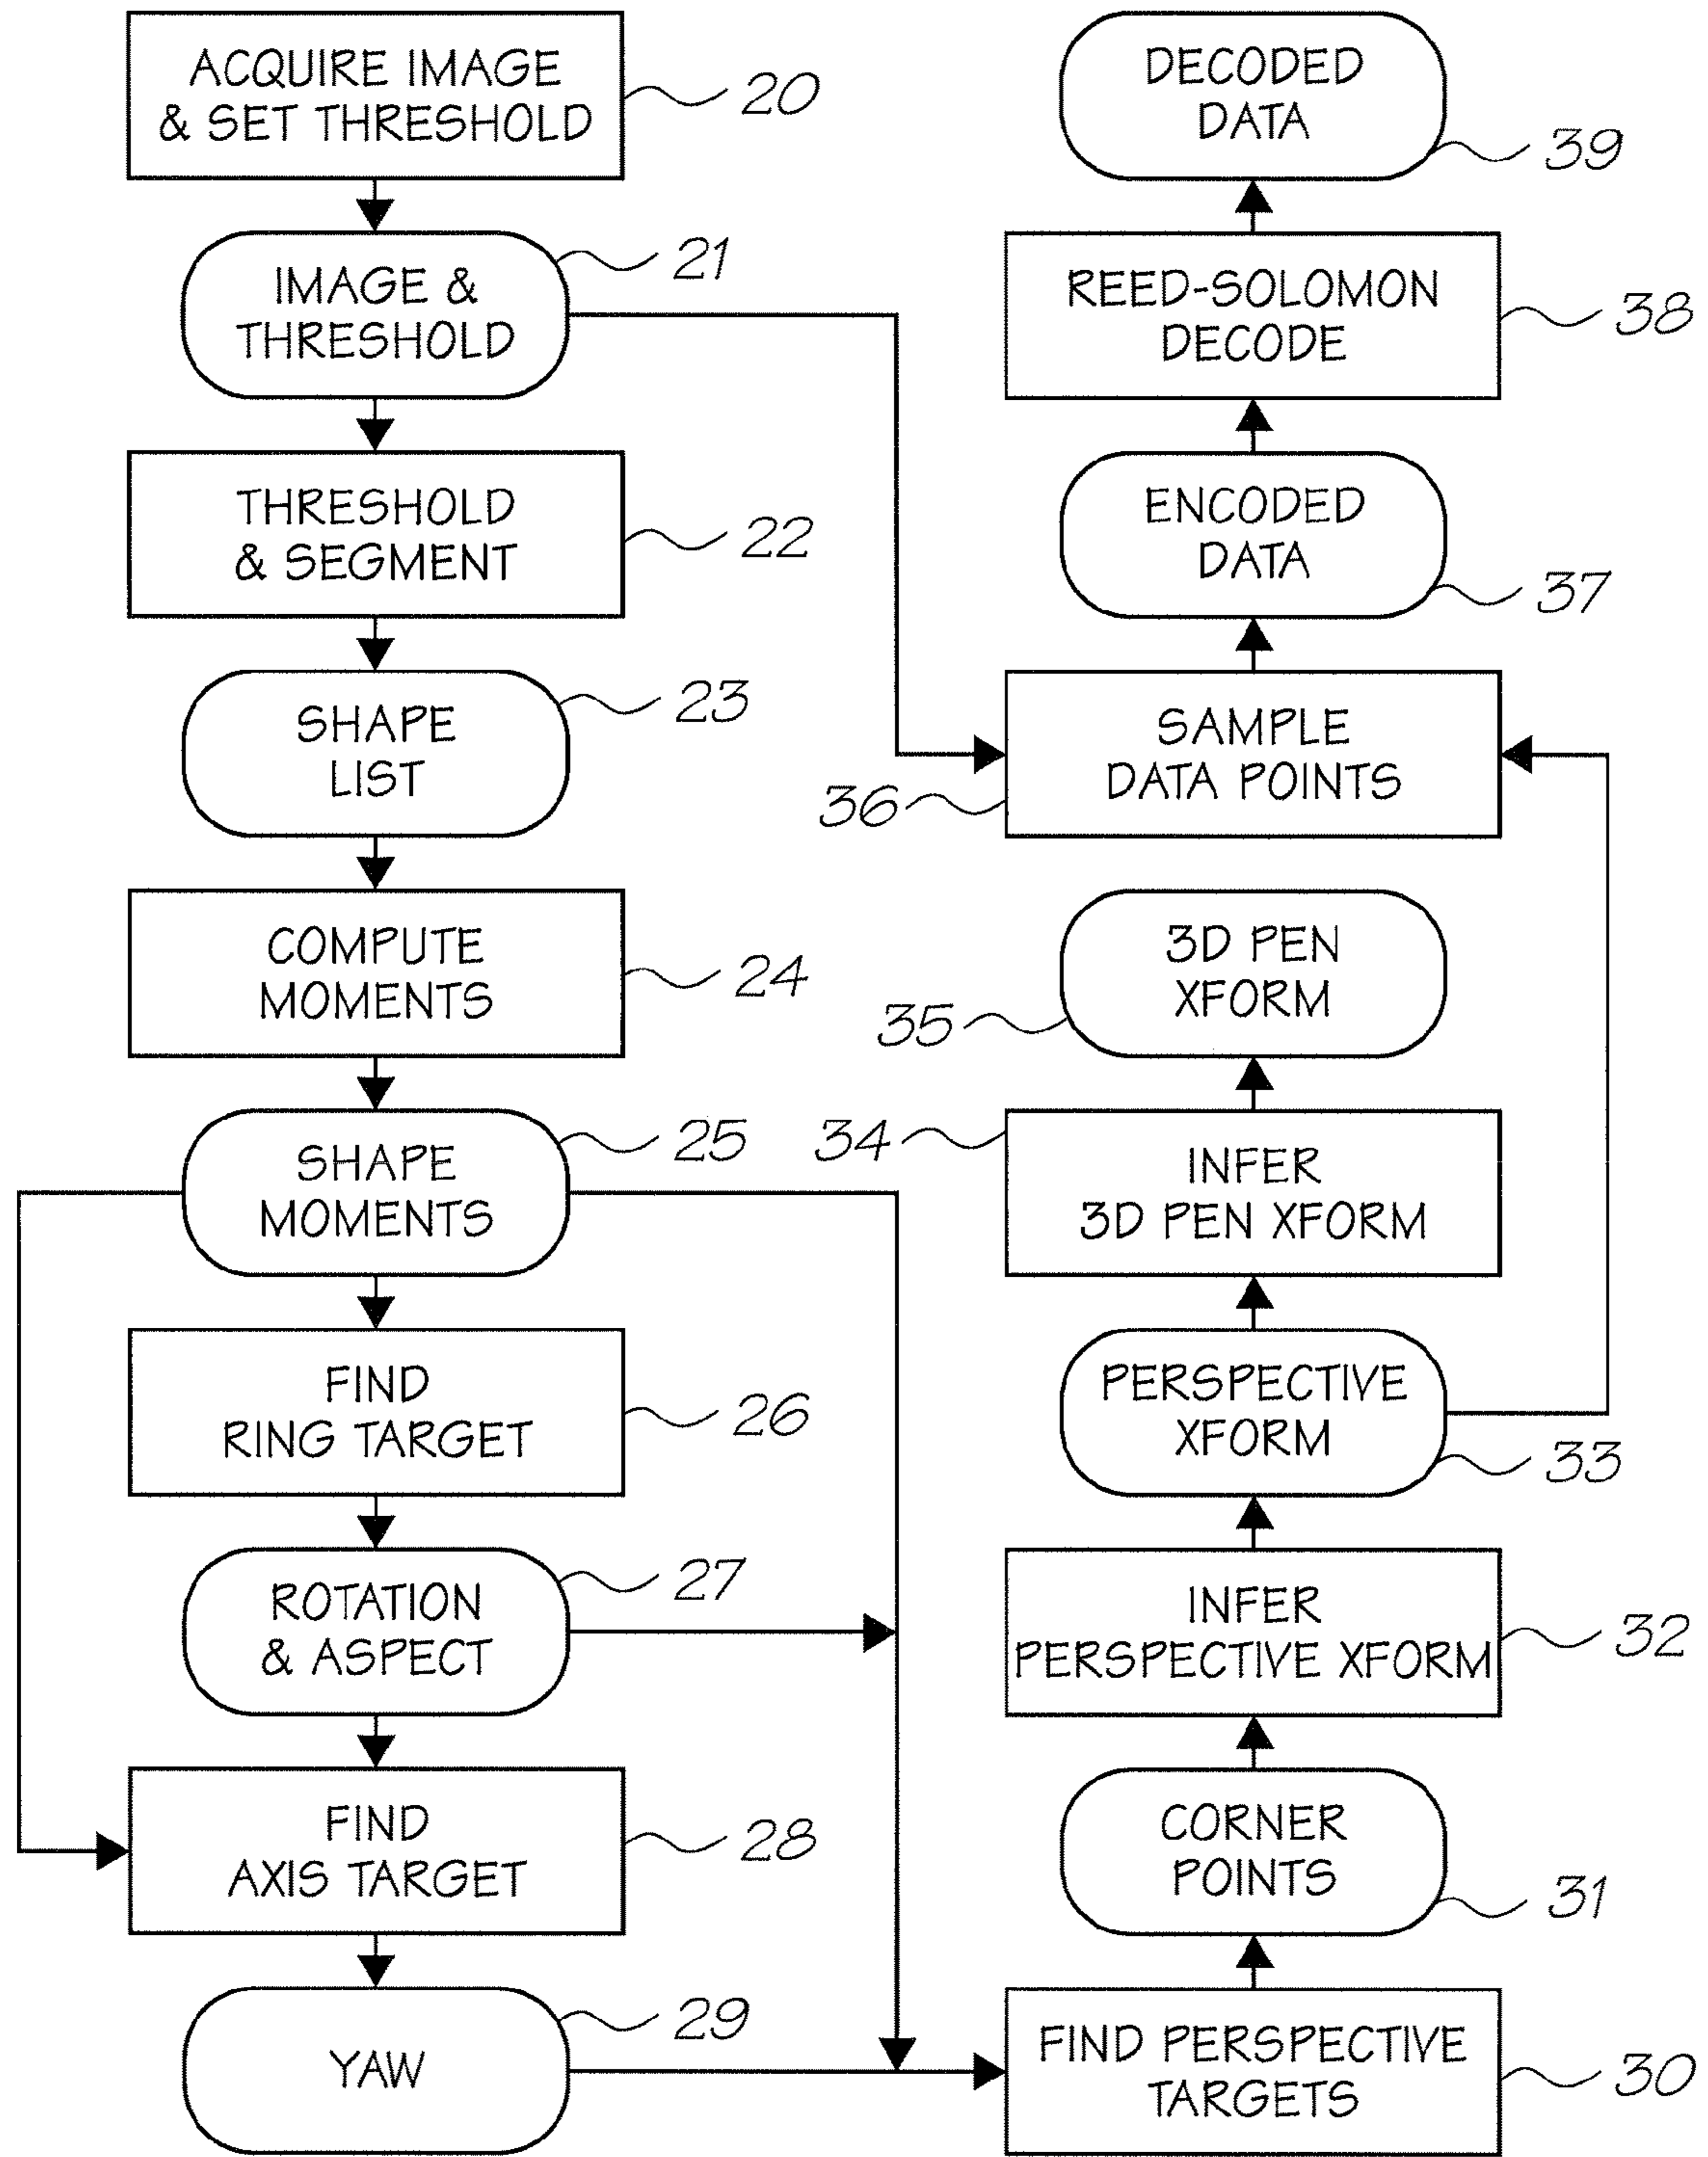 ACQUIRE IMAGE
& SET THRESHOLD
20
IMAGE &
THRESHOLD
21
THRESHOLD
& SEGMENT
22
SHAPE
LIST
23
COMPUTE
MOMENTS
24
SHAPE
MOMENTS
25
FIND
RING TARGET
26
ROTATION
& ASPECT
27
FIND
AXIS TARGET
28
YAW
29
FIND PERSPECTIVE
TARGETS
30
CORNER
POINTS
31
INFER
PERSPECTIVE XFORM
32
PERSPECTIVE
XFORM
33
INFER
3D PEN XFORM
34
3D PEN
XFORM
35
SAMPLE
DATA POINTS
36
ENCODED
DATA
37
REED-SOLOMON
DECODE
38
DECODED
DATA
39